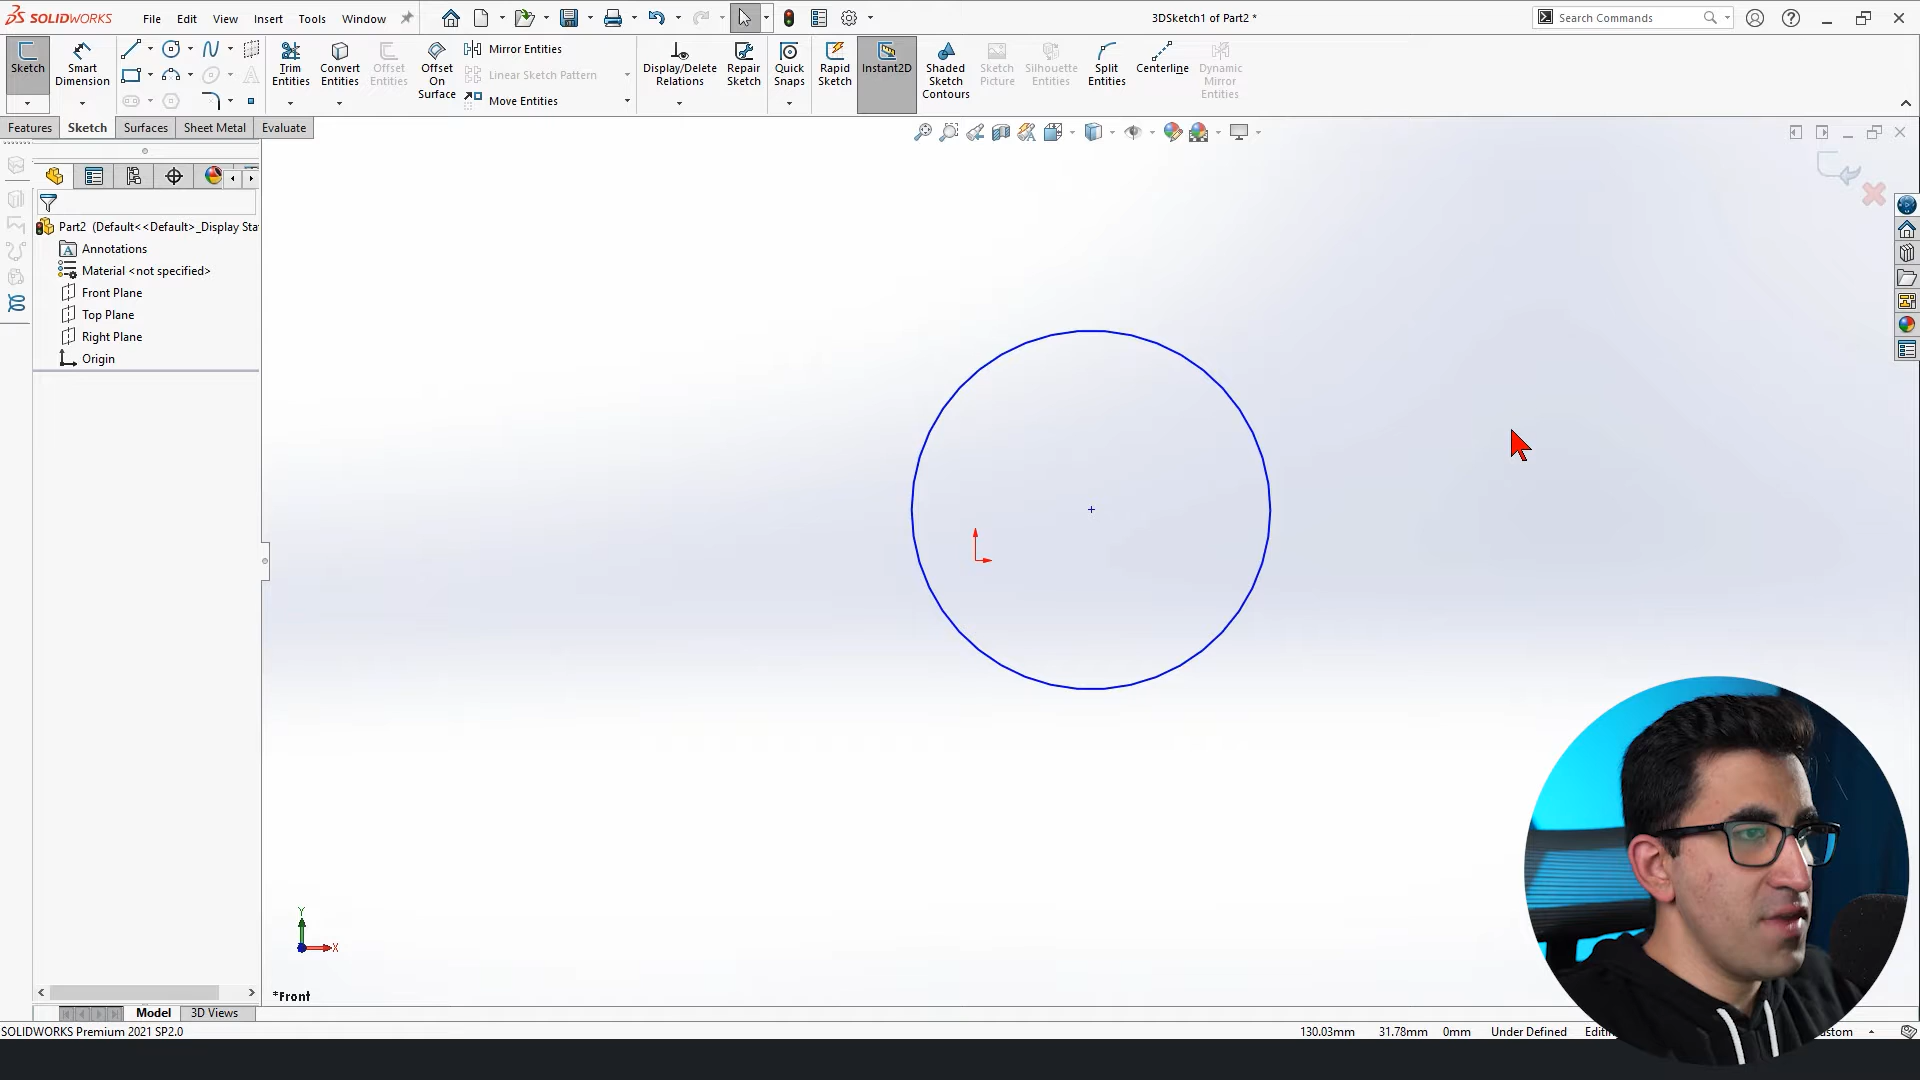 SOLIDWORKS File Edit View Insert Tools Window 3DSketch1 of Part2 * Search Commands
Sketch Smart Dimension Trim Entities Convert Entities Offset Entities Offset On Surface Mirror Entities Linear Sketch Pattern Move Entities Display/Delete Relations Repair Sketch Quick Snaps Rapid Sketch Instant2D Shaded Sketch Contours Sketch Picture Silhouette Entities Split Entities Centerline Dynamic Mirror Entities
Features Sketch Surfaces Sheet Metal Evaluate
Part2 (Default<<Default>_Display Sta
Annotations
Material <not specified>
Front Plane
Top Plane
Right Plane
Origin
Y
X
*Front
Model 3D Views
SOLIDWORKS Premium 2021 SP2.0 130.03mm 31.78mm 0mm Under Defined Editi ustom